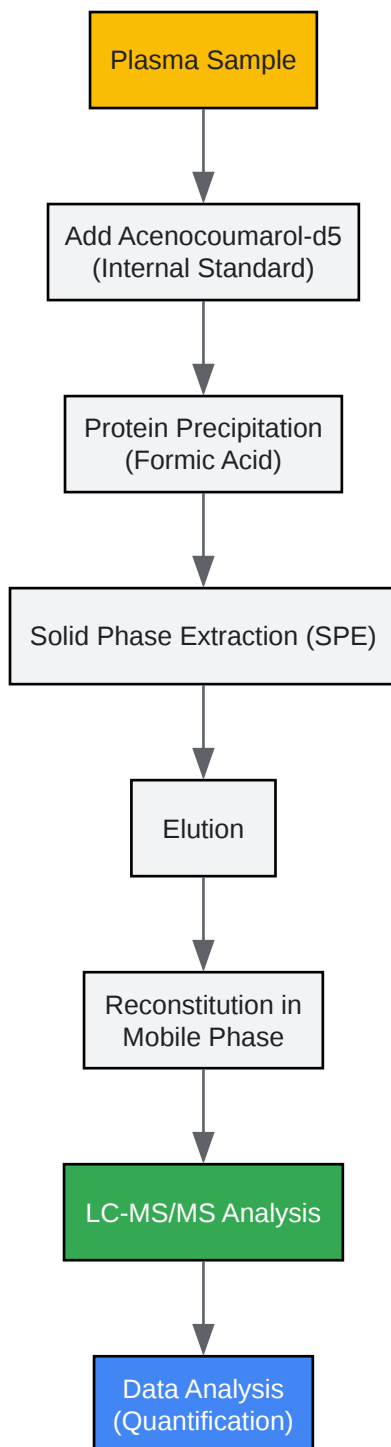 Plasma Sample
Add Acenocoumarol-d5
(Internal Standard)
Protein Precipitation
(Formic Acid)
Solid Phase Extraction (SPE)
Elution
Reconstitution in
Mobile Phase
LC-MS/MS Analysis
Data Analysis
(Quantification)